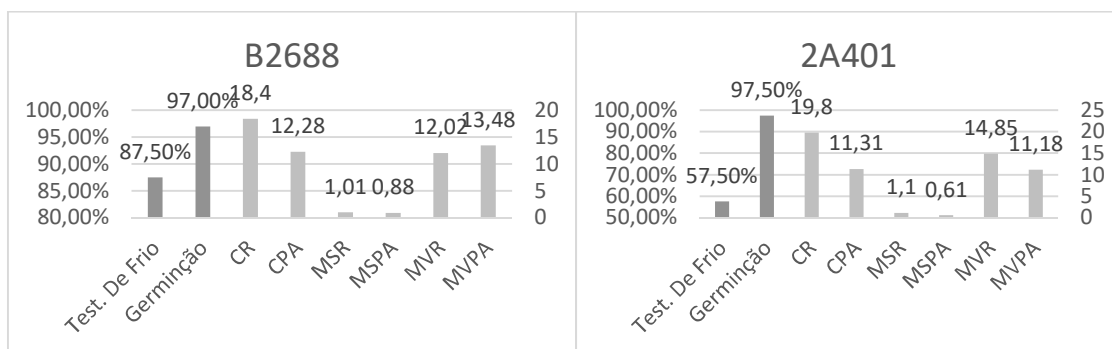 B2688
100,00%
95,00%
90,00%
85,00%
80,00%
87,50%
97,00%
18,4
12,28
1,01
0,88
12,02
13,48
20
15
10
5
0
Test. De Frio
Germinção
CR
CPA
MSR
MSPA
MVR
MVPA
2A401
100,00%
90,00%
80,00%
70,00%
60,00%
50,00%
57,50%
97,50%
19,8
11,31
1,1
0,61
14,85
11,18
25
20
15
10
5
0
Test. De Frio
Germinção
CR
CPA
MSR
MSPA
MVR
MVPA